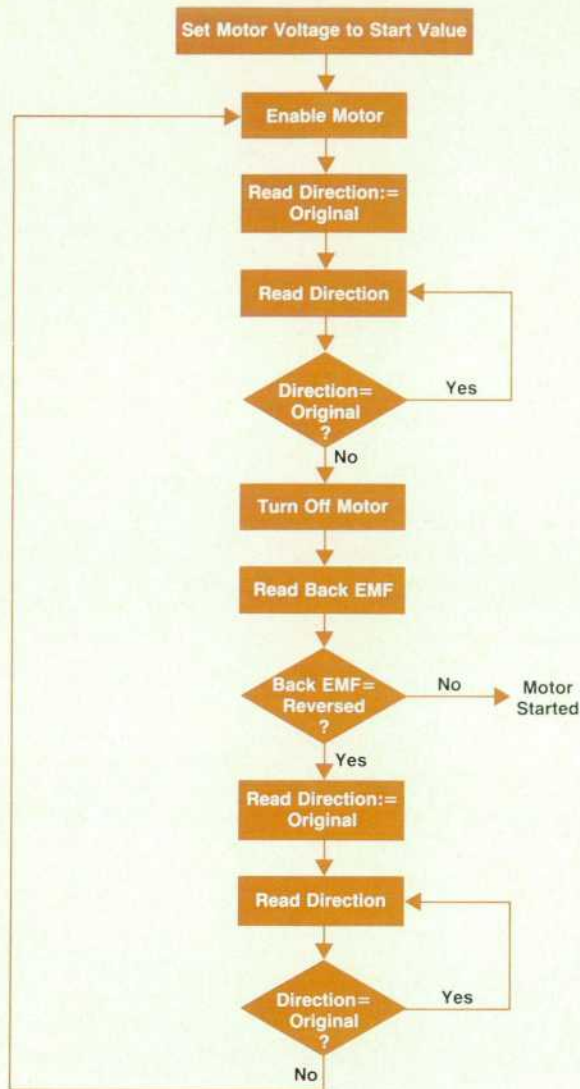 Set Motor Voltage to Start Value
Enable Motor
Read Direction:=
Original
Read Direction
Direction=
Original
?
Yes
No
Turn Off Motor
Read Back EMF
Back EMF=
Reversed
?
No
Motor
Started
Yes
Read Direction:=
Original
Read Direction
Direction=
Original
?
Yes
No